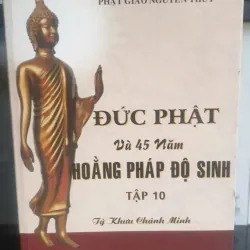 PHẬT GIÁO NGUYÊN THỦY
ĐỨC PHẬT
Và 45 Năm
HOẰNG PHÁP ĐỘ SINH
TẬP 10
Tỳ Khưu Chánh Minh